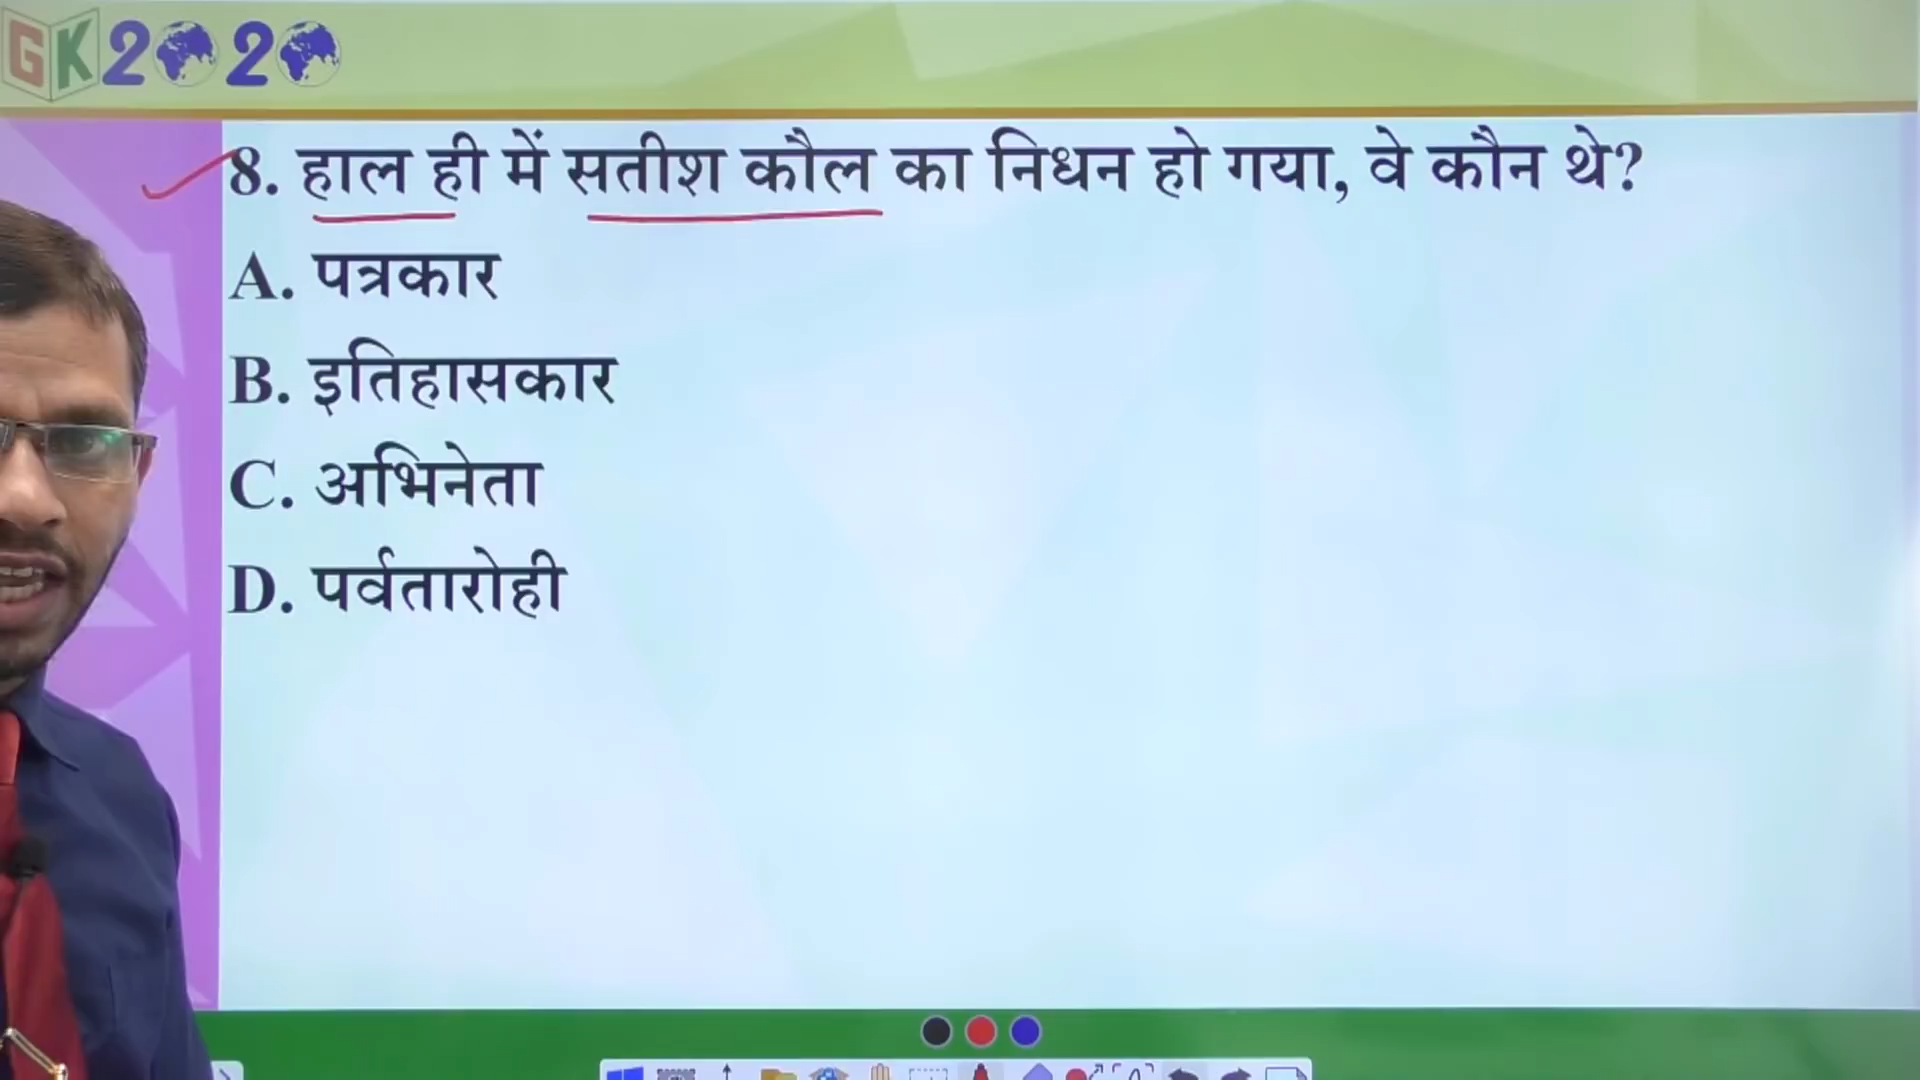 GK2020
8. हाल ही में सतीश कौल का निधन हो गया, वे कौन थे?
A. पत्रकार
B. इतिहासकार
C. अभिनेता
D. पर्वतारोही